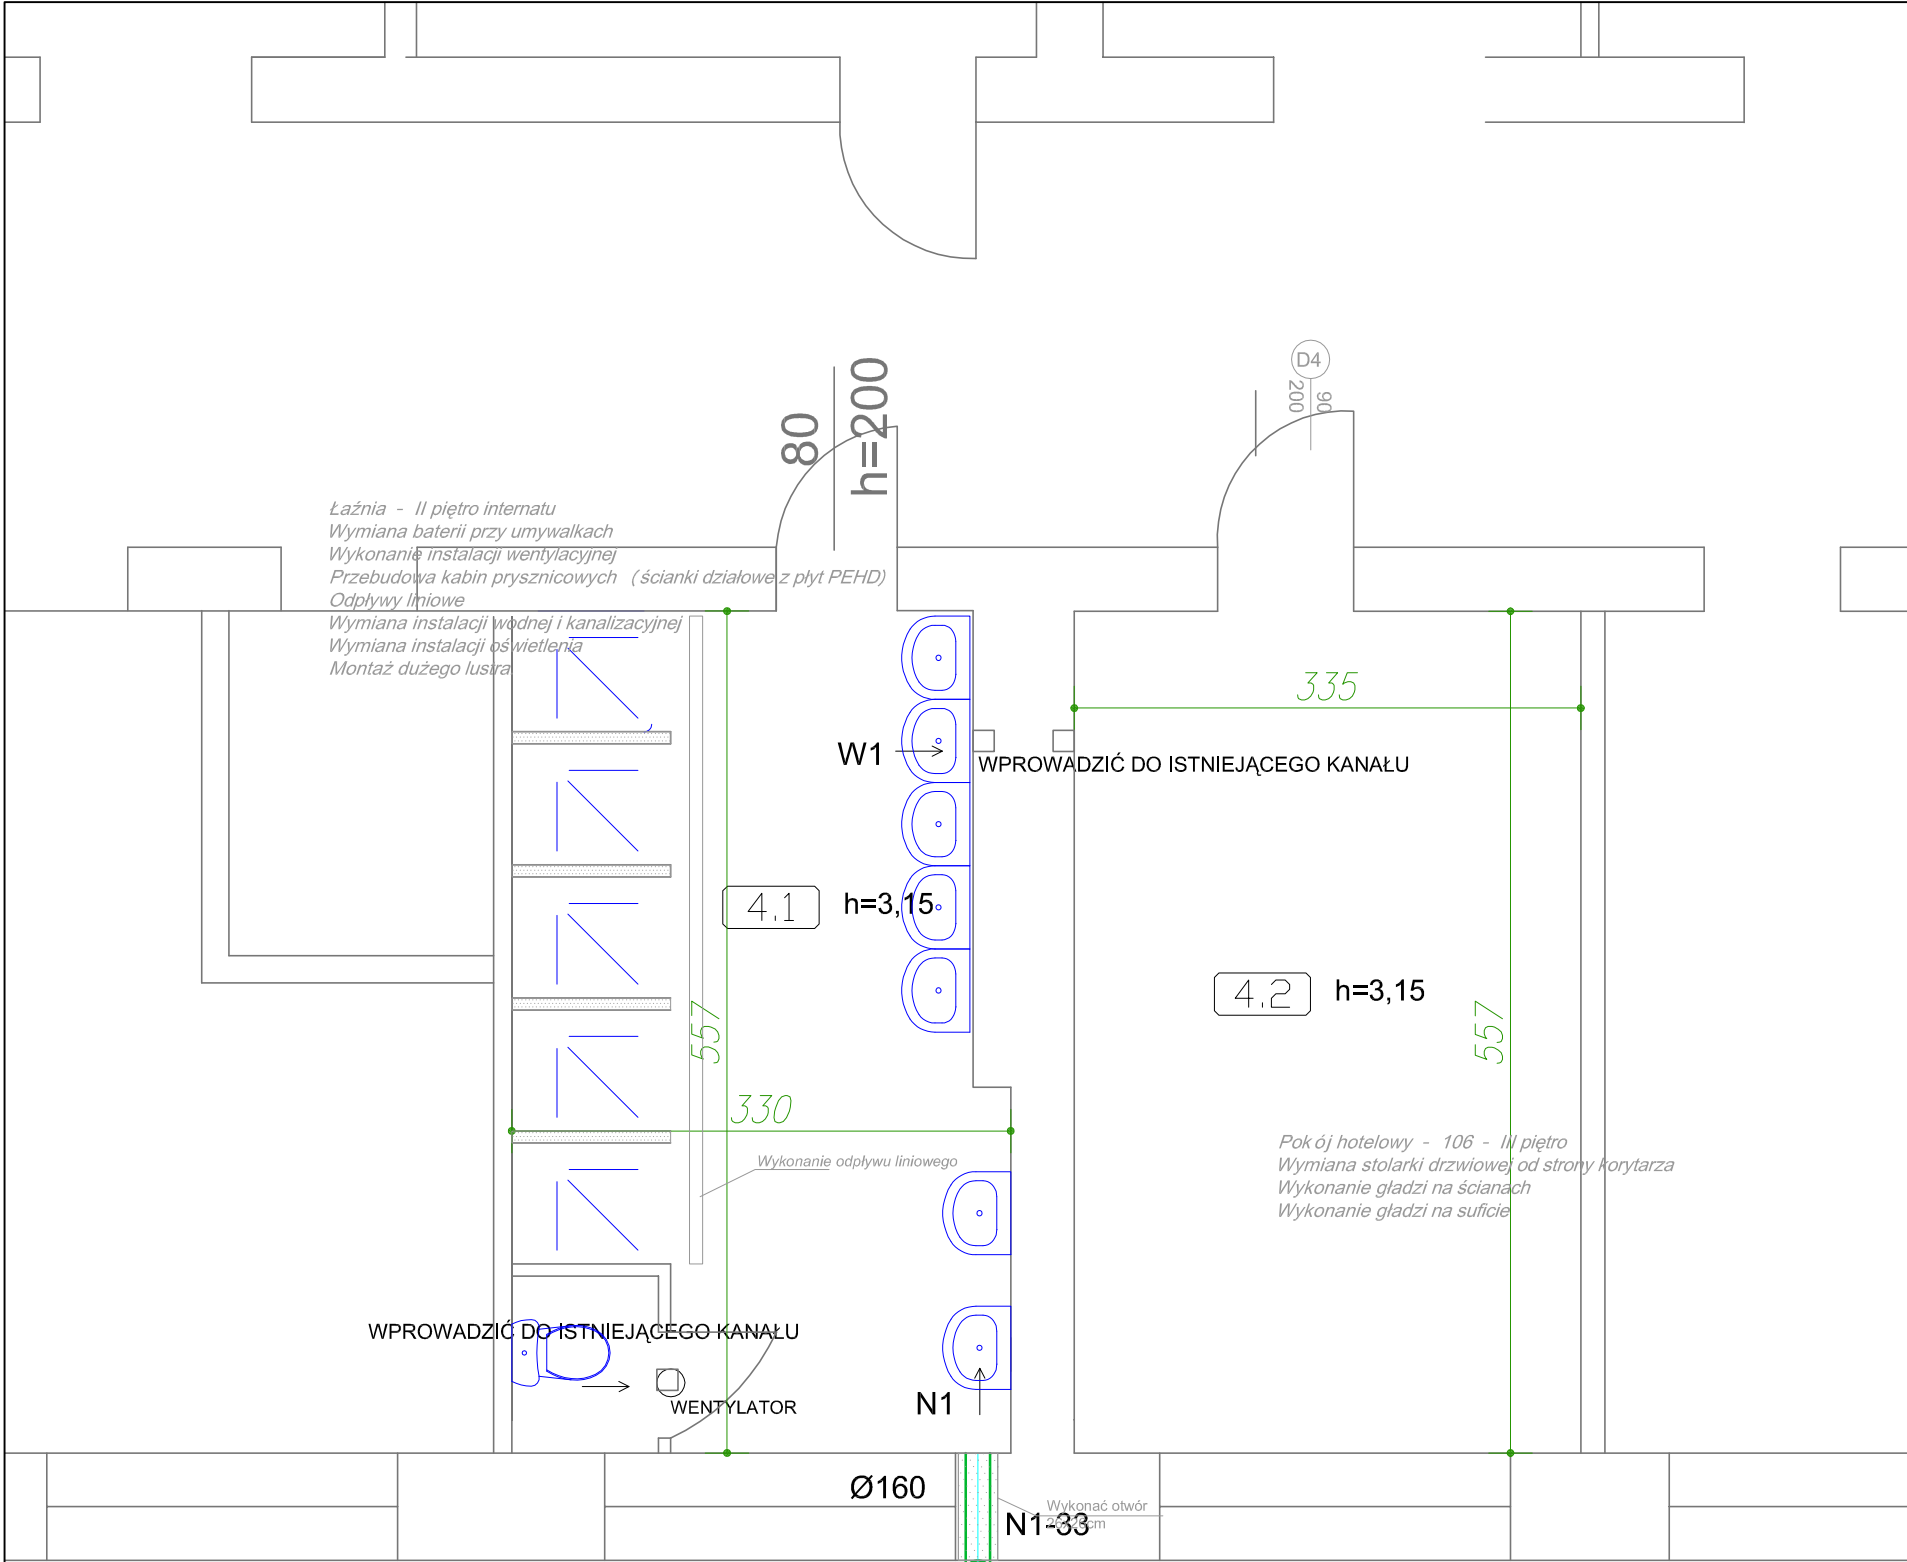 D4
90
200
80
h=200
Łaźnia - II piętro internatu
Wymiana baterii przy umywalkach
Wykonanie instalacji wentylacyjnej
Przebudowa kabin prysznicowych (ścianki działowe z płyt PEHD)
Odpływy liniowe
Wymiana instalacji wodnej i kanalizacyjnej
Wymiana instalacji oświetlenia
Montaż dużego lustra
335
W1
WPROWADZIĆ DO ISTNIEJĄCEGO KANAŁU
4.1
h=3,15
4.2
h=3,15
557
557
330
Wykonanie odpływu liniowego
Pokój hotelowy - 106 - III piętro
Wymiana stolarki drzwiowej od strony korytarza
Wykonanie gładzi na ścianach
Wykonanie gładzi na suficie
WPROWADZIĆ DO ISTNIEJĄCEGO KANAŁU
WENTYLATOR
N1
Ø160
Wykonać otwór
N1-33